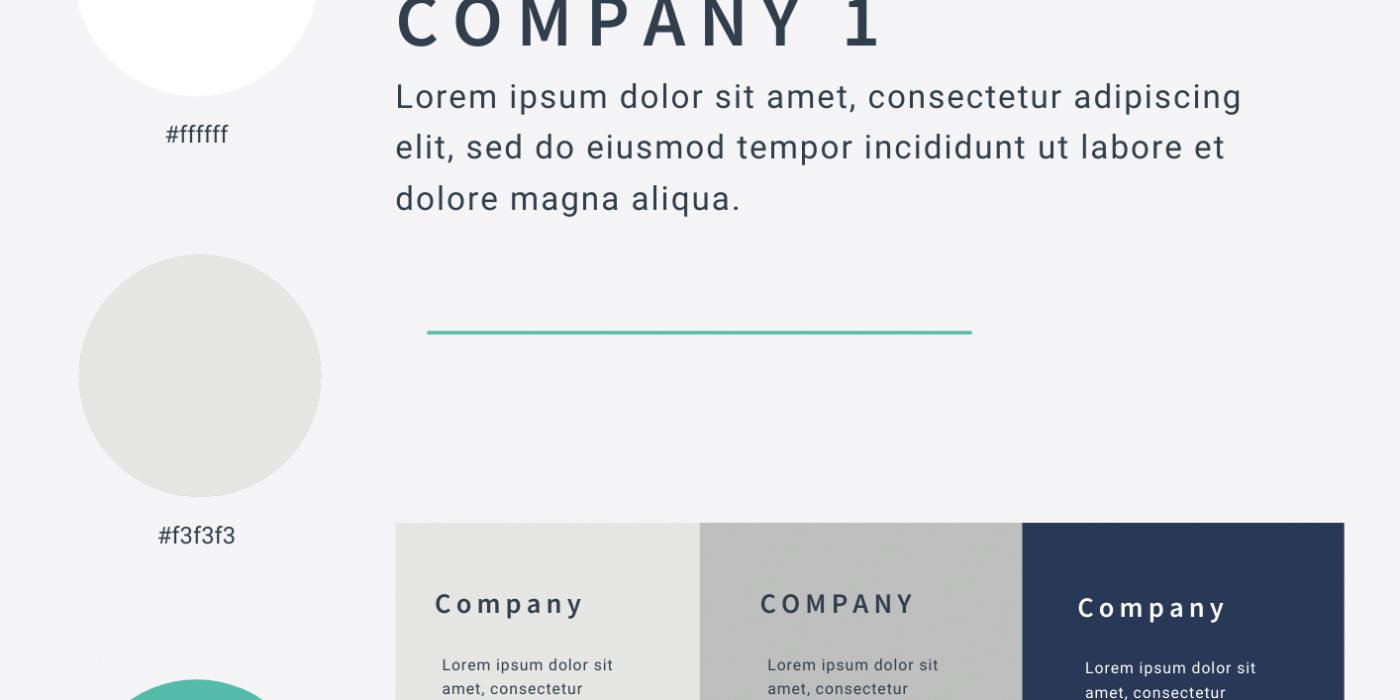 COMPANY 1
Lorem ipsum dolor sit amet, consectetur adipiscing
elit, sed do eiusmod tempor incididunt ut labore et
dolore magna aliqua.
#ffffff
#f3f3f3
Company
Lorem ipsum dolor sit
amet, consectetur
COMPANY
Lorem ipsum dolor sit
amet, consectetur
Company
Lorem ipsum dolor sit
amet, consectetur